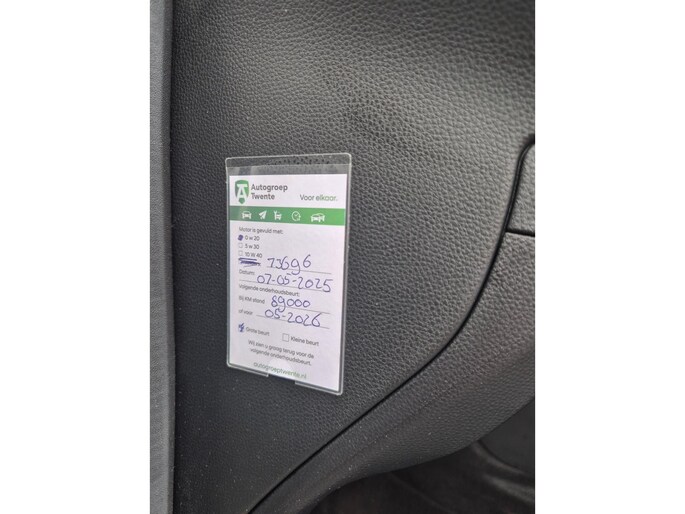 Autogroep
Twente
Voor elkaar.
Motor is gevuld met:
0 w 20
5 w 30
10 W 40
73696
Datum: 07-05-2025
volgende onderhoudsbeurt:
Bij KM stand 89000
of voor 05-2026
Grote beurt Kleine beurt
Wij zien u graag terug voor de
volgende onderhoudsbeurt.
autogroeptwente.nl